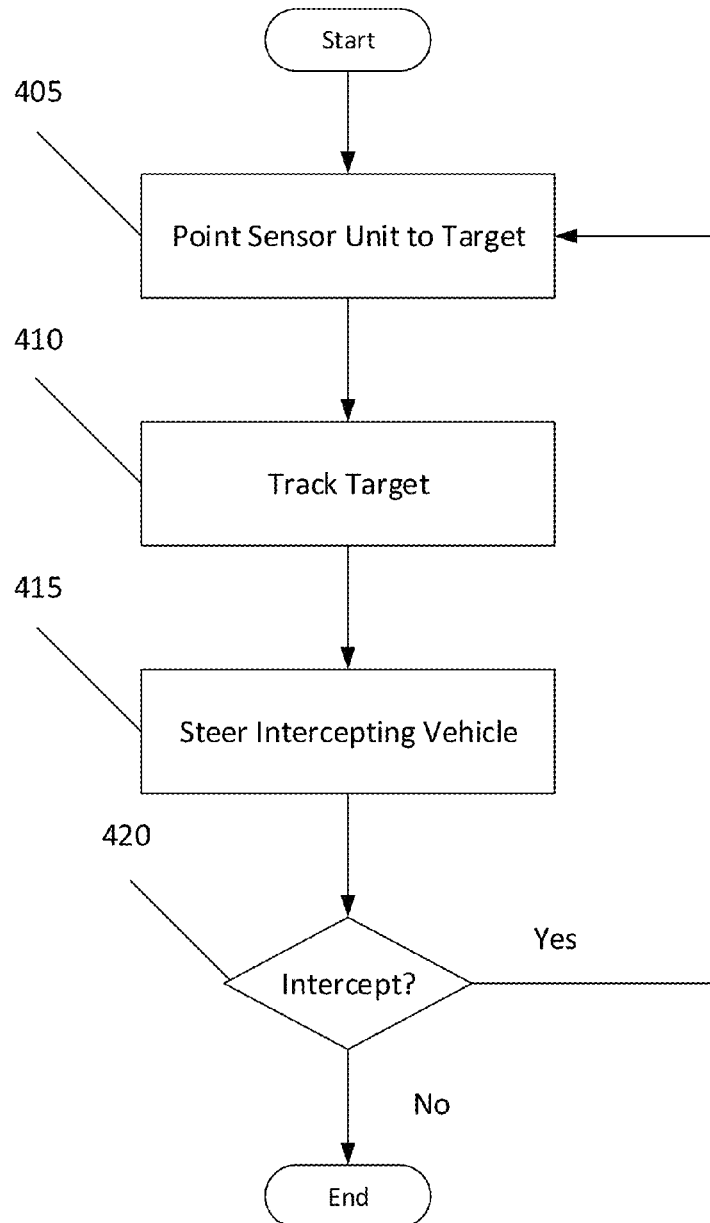 Start
405
Point Sensor Unit to Target
410
Track Target
415
Steer Intercepting Vehicle
420
Intercept?
Yes
No
End